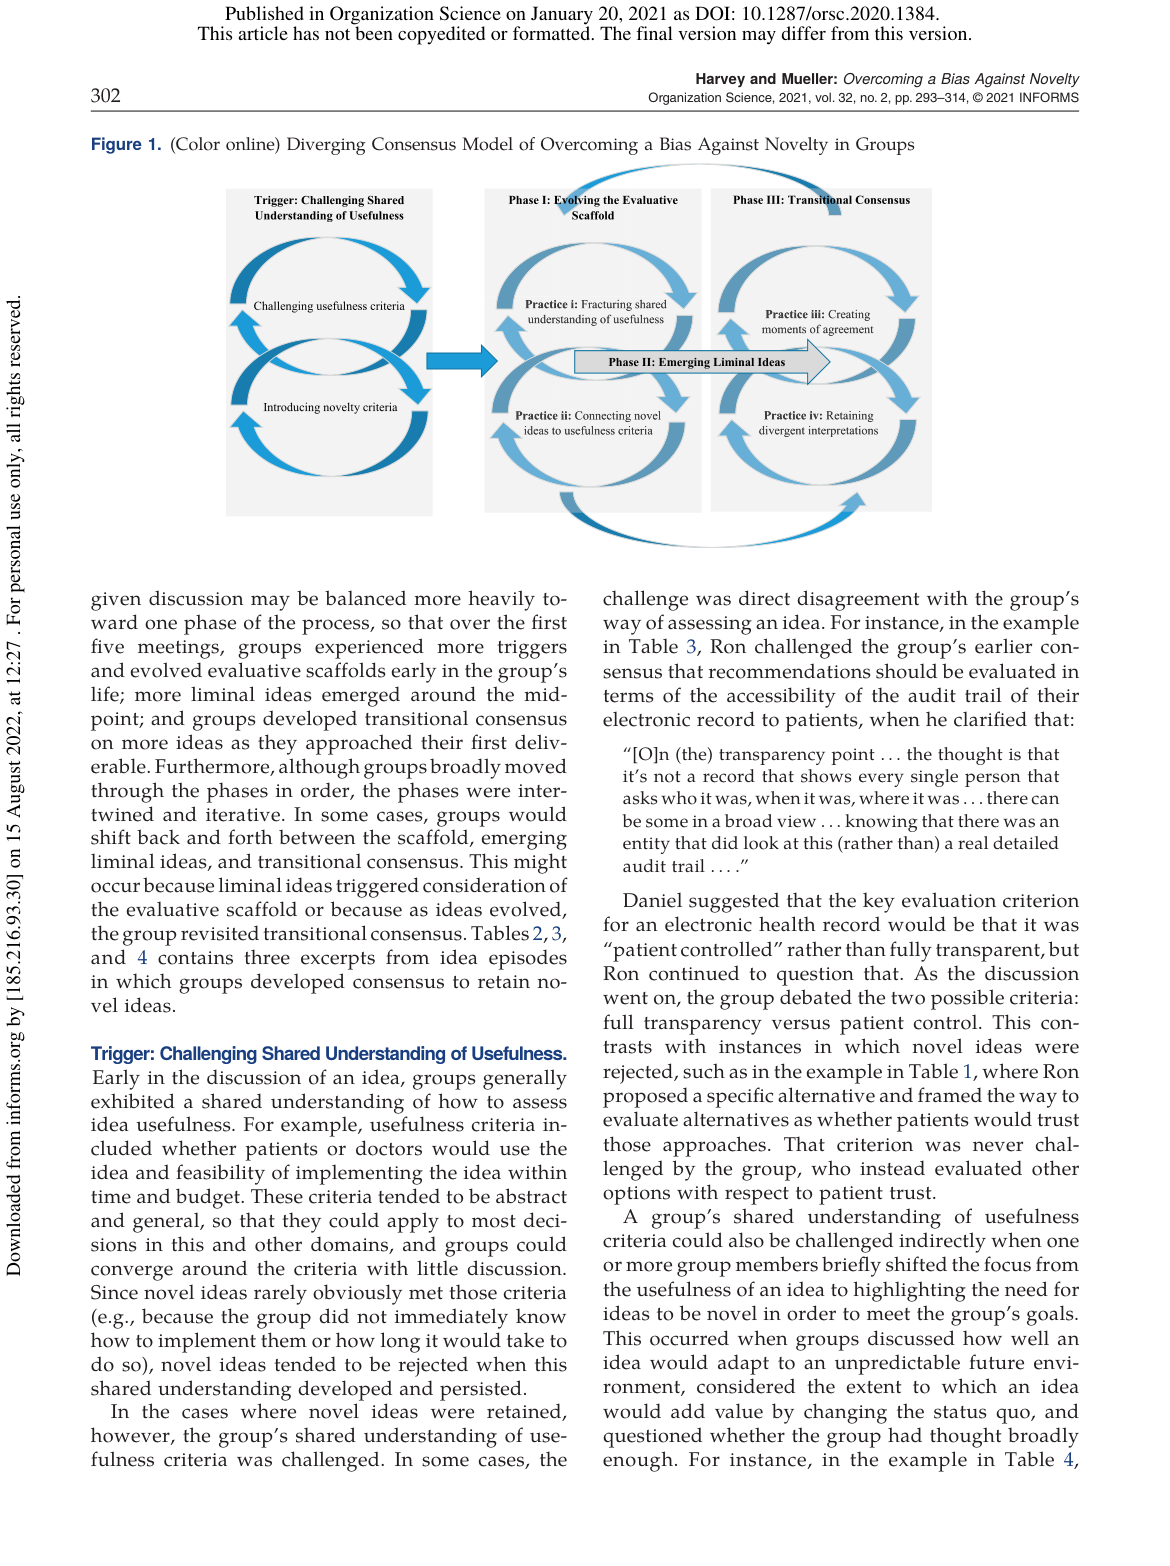 Published in Organization Science on January 20, 2021 as DOI: 10.1287/orsc.2020.1384.
This article has not been copyedited or formatted. The final version may differ from this version.
Harvey and Mueller: Overcoming a Bias Against Novelty
302
Organization Science, 2021, vol. 32, no. 2, pp. 293–314, © 2021 INFORMS
Figure 1. (Color online) Diverging Consensus Model of Overcoming a Bias Against Novelty in Groups
Trigger: Challenging Shared
Understanding of Usefulness
Challenging usefulness criteria
Introducing novelty criteria
Phase I: Evolving the Evaluative
Scaffold
Practice i: Fracturing shared
understanding of usefulness
Phase II: Emerging Liminal Ideas
Practice ii: Connecting novel
ideas to usefulness criteria
Phase III: Transitional Consensus
Practice iii: Creating
moments of agreement
Practice iv: Retaining
divergent interpretations
given discussion may be balanced more heavily to-
ward one phase of the process, so that over the first
five meetings, groups experienced more triggers
and evolved evaluative scaffolds early in the group’s
life; more liminal ideas emerged around the mid-
point; and groups developed transitional consensus
on more ideas as they approached their first deliv-
erable. Furthermore, although groups broadly moved
through the phases in order, the phases were inter-
twined and iterative. In some cases, groups would
shift back and forth between the scaffold, emerging
liminal ideas, and transitional consensus. This might
occur because liminal ideas triggered consideration of
the evaluative scaffold or because as ideas evolved,
the group revisited transitional consensus. Tables 2, 3,
and 4 contains three excerpts from idea episodes
in which groups developed consensus to retain no-
vel ideas.
Trigger: Challenging Shared Understanding of Usefulness.
Early in the discussion of an idea, groups generally
exhibited a shared understanding of how to assess
idea usefulness. For example, usefulness criteria in-
cluded whether patients or doctors would use the
idea and feasibility of implementing the idea within
time and budget. These criteria tended to be abstract
and general, so that they could apply to most deci-
sions in this and other domains, and groups could
converge around the criteria with little discussion.
Since novel ideas rarely obviously met those criteria
(e.g., because the group did not immediately know
how to implement them or how long it would take to
do so), novel ideas tended to be rejected when this
shared understanding developed and persisted.
In the cases where novel ideas were retained,
however, the group’s shared understanding of use-
fulness criteria was challenged. In some cases, the
challenge was direct disagreement with the group’s
way of assessing an idea. For instance, in the example
in Table 3, Ron challenged the group’s earlier con-
sensus that recommendations should be evaluated in
terms of the accessibility of the audit trail of their
electronic record to patients, when he clarified that:
“[O]n (the) transparency point … the thought is that
it’s not a record that shows every single person that
asks who it was, when it was, where it was … there can
be some in a broad view … knowing that there was an
entity that did look at this (rather than) a real detailed
audit trail ….”
Daniel suggested that the key evaluation criterion
for an electronic health record would be that it was
“patient controlled” rather than fully transparent, but
Ron continued to question that. As the discussion
went on, the group debated the two possible criteria:
full transparency versus patient control. This con-
trasts with instances in which novel ideas were
rejected, such as in the example in Table 1, where Ron
proposed a specific alternative and framed the way to
evaluate alternatives as whether patients would trust
those approaches. That criterion was never chal-
lenged by the group, who instead evaluated other
options with respect to patient trust.
A group’s shared understanding of usefulness
criteria could also be challenged indirectly when one
or more group members briefly shifted the focus from
the usefulness of an idea to highlighting the need for
ideas to be novel in order to meet the group’s goals.
This occurred when groups discussed how well an
idea would adapt to an unpredictable future envi-
ronment, considered the extent to which an idea
would add value by changing the status quo, and
questioned whether the group had thought broadly
enough. For instance, in the example in Table 4,
Downloaded from informs.org by [185.216.93.30] on 15 August 2022, at 12:27 . For personal use only, all rights reserved.